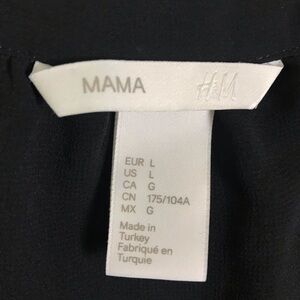 MAMA H&M
EUR L
US L
CA G
CN 175/104A
MX G
Made in
Turkey
Fabriqué en
Turquie